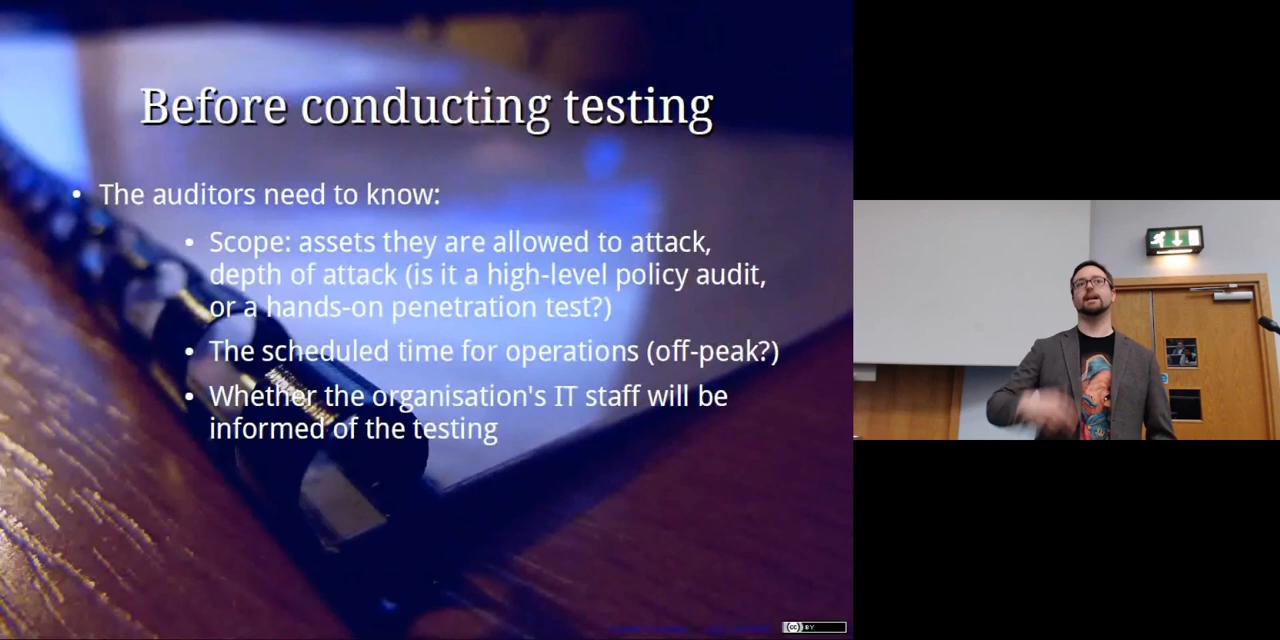 Before conducting testing
• The auditors need to know:
• Scope: assets they are allowed to attack,
depth of attack (is it a high-level policy audit,
or a hands-on penetration test?)
• The scheduled time for operations (off-peak?)
• Whether the organisation's IT staff will be
informed of the testing
cc BY